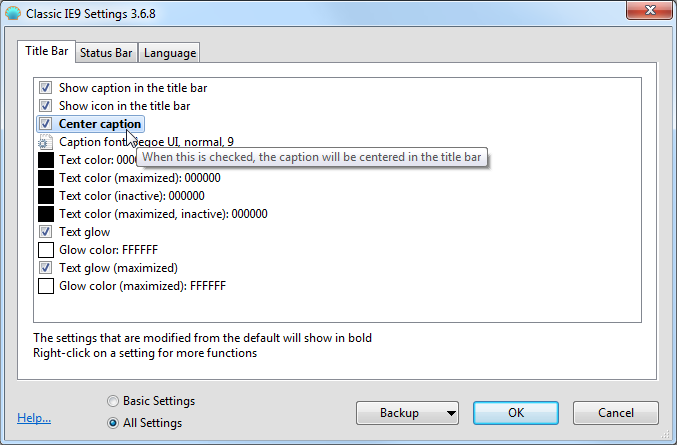 Classic IE9 Settings 3.6.8
Title Bar Status Bar Language
Show caption in the title bar
Show icon in the title bar
Center caption
Caption font: Segoe UI, normal, 9
When this is checked, the caption will be centered in the title bar
Text color: 000
Text color (maximized): 000000
Text color (inactive): 000000
Text color (maximized, inactive): 000000
Text glow
Glow color: FFFFFF
Text glow (maximized)
Glow color (maximized): FFFFFF
The settings that are modified from the default will show in bold
Right-click on a setting for more functions
Basic Settings
Help...
All Settings
Backup OK Cancel